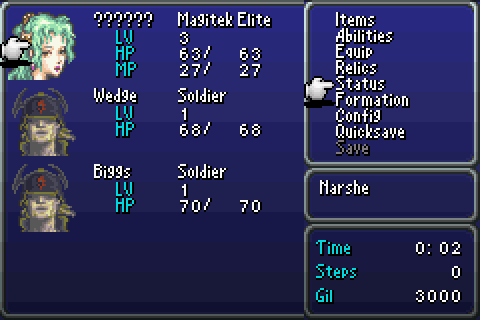 ?????? Magitek Elite
LV 3
HP 63/ 63
MP 27/ 27
Wedge Soldier
LV 1
HP 68/ 68
Biggs Soldier
LV 1
HP 70/ 70
Items
Abilities
Equip
Relics
Status
Formation
Config
Quicksave
Save
Narshe
Time 0: 02
Steps 0
Gil 3000